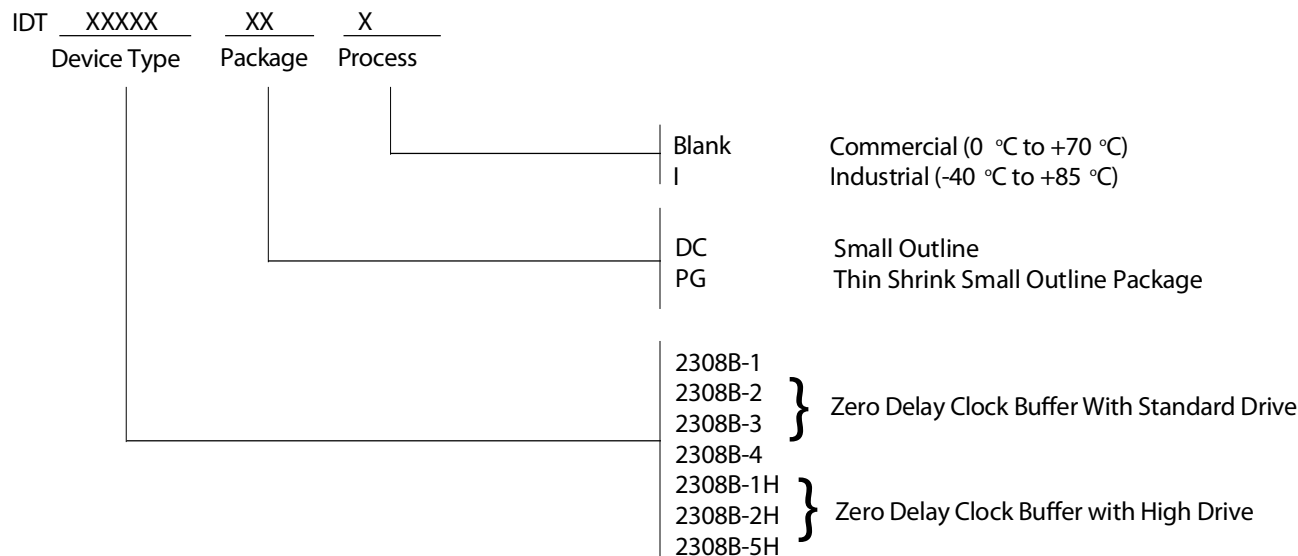 IDT XXXXX XX X
Device Type Package Process
Blank Commercial (0 °C to +70 °C)
I Industrial (-40 °C to +85 °C)
DC Small Outline
PG Thin Shrink Small Outline Package
2308B-1
2308B-2
2308B-3
} Zero Delay Clock Buffer With Standard Drive
2308B-4
2308B-1H
2308B-2H
} Zero Delay Clock Buffer with High Drive
2308B-5H